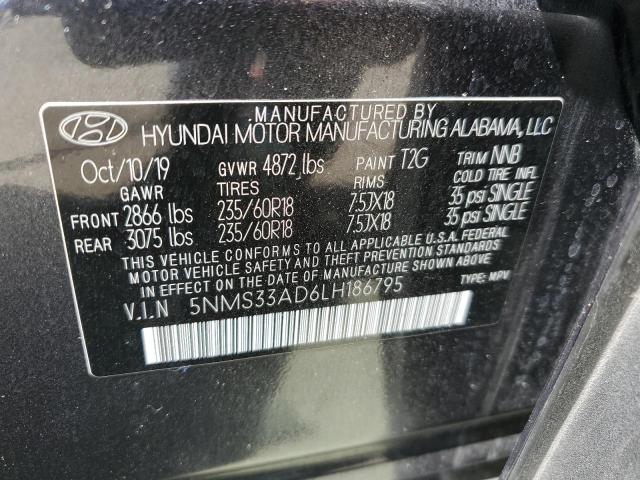 MANUFACTURED BY
HYUNDAI MOTOR MANUFACTURING ALABAMA, LLC
Oct/10/19 GVWR 4872 lbs PAINT T2G TRIM NNB
GAWR TIRES RIMS COLD TIRE INFL
FRONT 2866 lbs 235/60R18 7.5JX18 35 psi SINGLE
REAR 3075 lbs 235/60R18 7.5JX18 35 psi SINGLE
THIS VEHICLE CONFORMS TO ALL APPLICABLE U.S.A. FEDERAL
MOTOR VEHICLE SAFETY AND THEFT PREVENTION STANDARDS
IN EFFECT ON THE DATE OF MANUFACTURE SHOWN ABOVE.
V.I.N 5NMS33AD6LH186795 TYPE: MPV